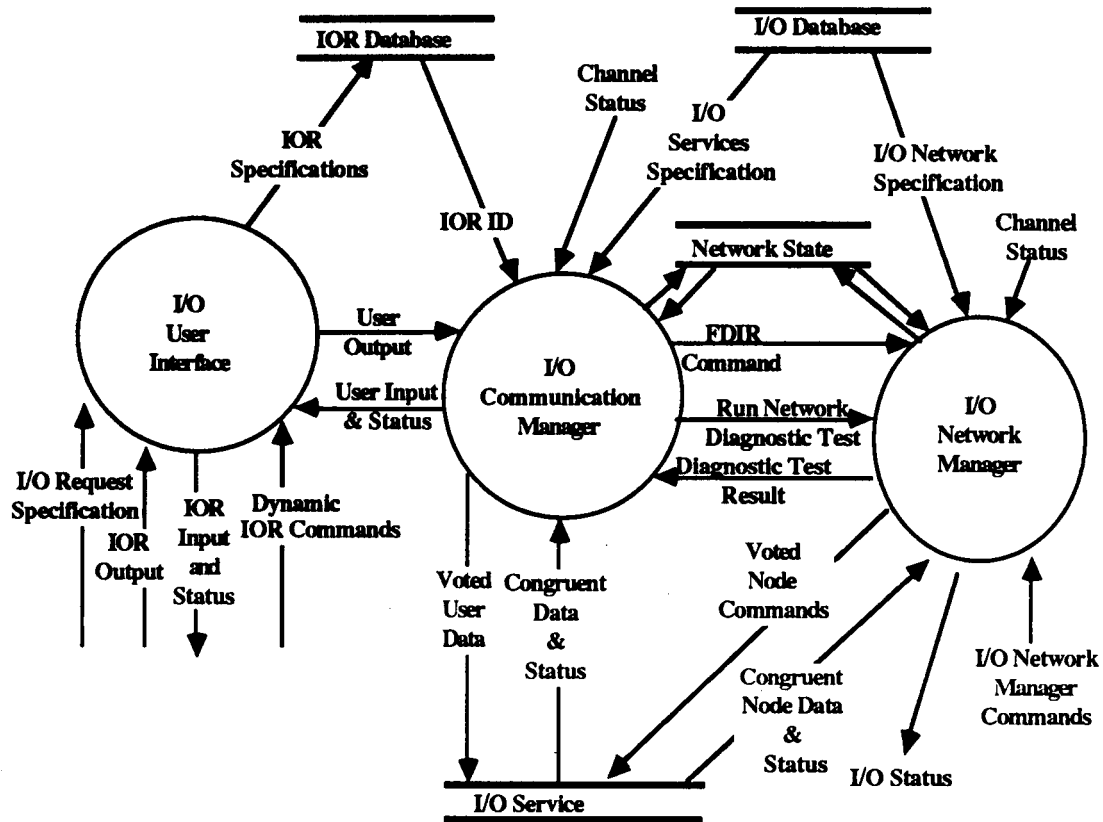 IOR Database
I/O Database
Channel
Status
I/O
Services
Specification
IOR
Specifications
I/O Network
Specification
IOR ID
Network State
Channel
Status
I/O
User
Interface
User
Output
User Input
& Status
I/O
Communication
Manager
FDIR
Command
Run Network
Diagnostic Test
Diagnostic Test
Result
I/O
Network
Manager
I/O Request
Specification
IOR
Output
IOR
Input
and
Status
Dynamic
IOR Commands
Voted
User
Data
Congruent
Data
&
Status
Voted
Node
Commands
Congruent
Node Data
&
Status
I/O Network
Manager
Commands
I/O Status
I/O Service